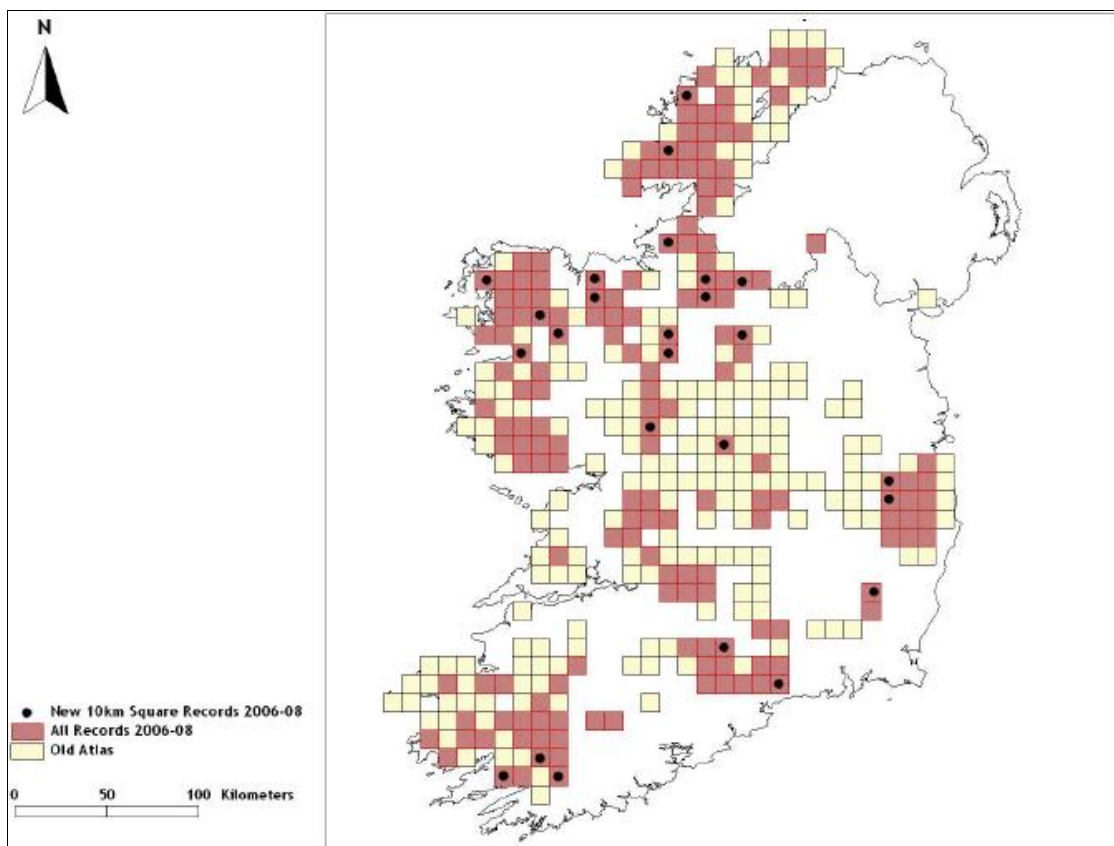 N
New 10km Square Records 2006-08
All Records 2006-08
Old Atlas
0 50 100 Kilometers